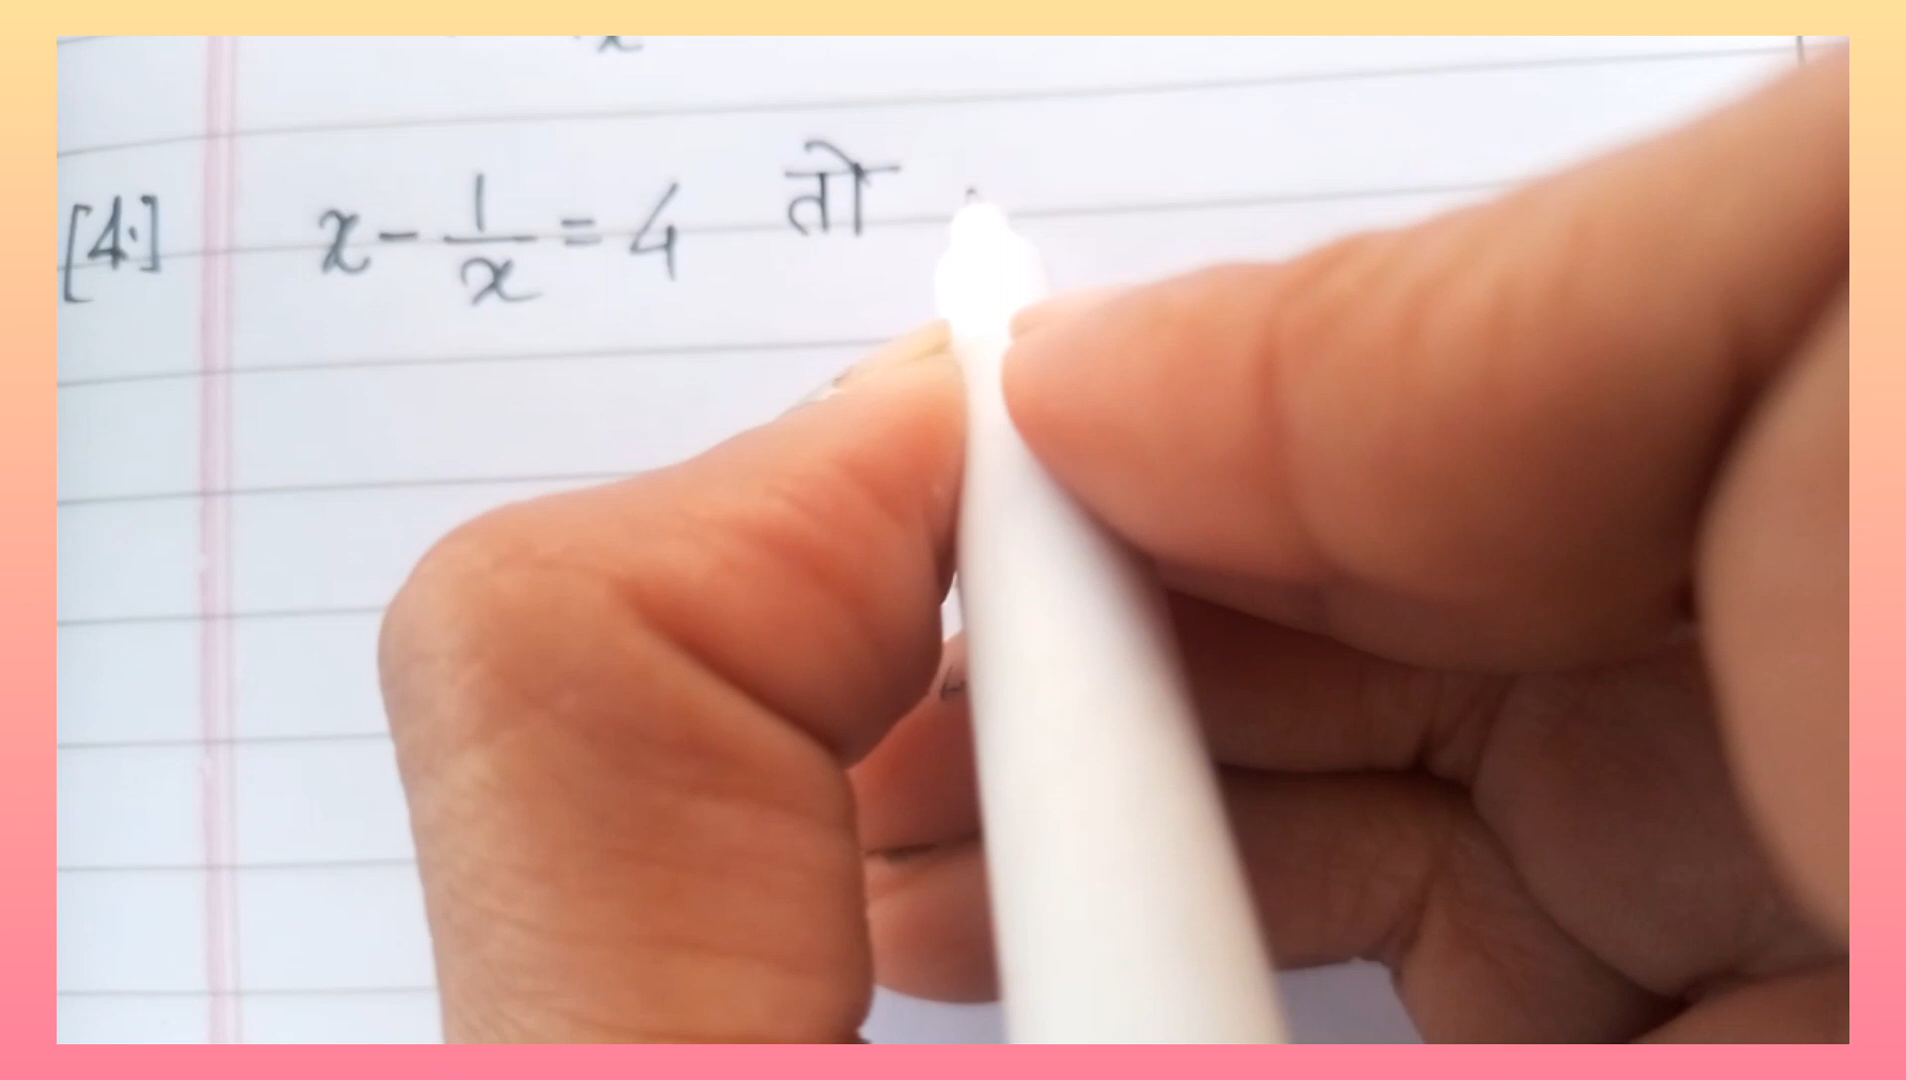 [4.] x - 1/x = 4 तो